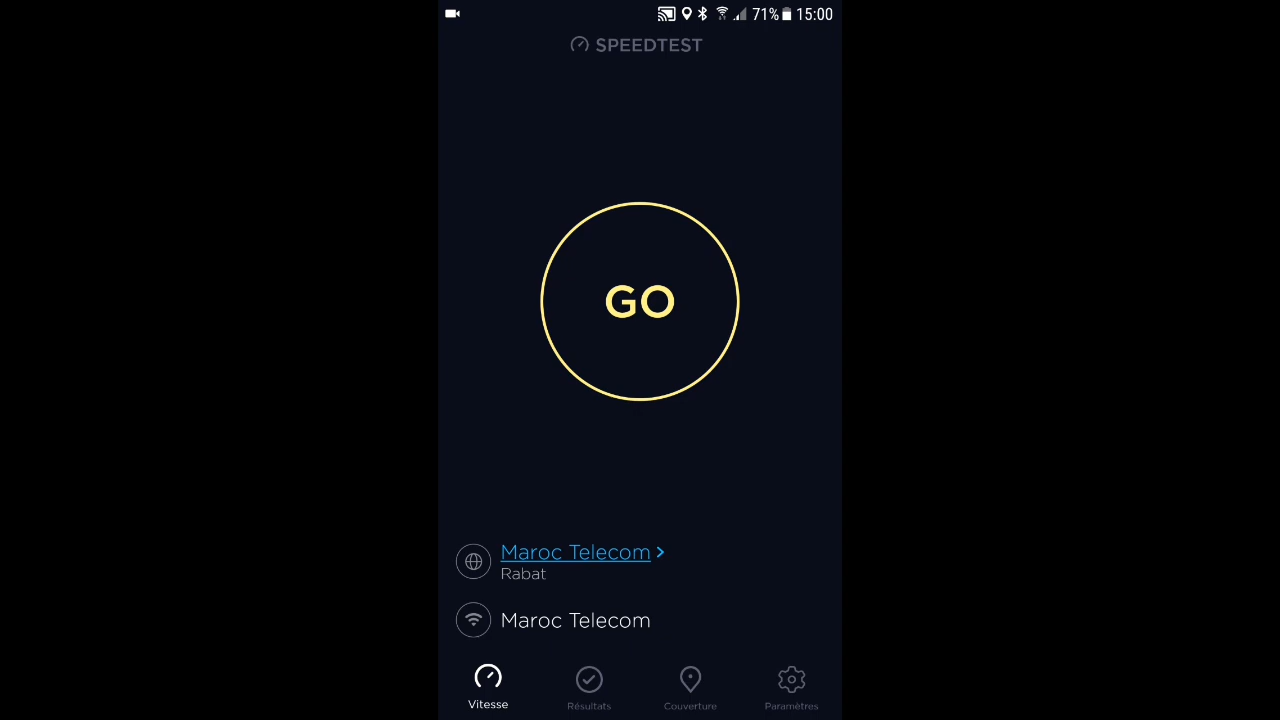 71% 15:00
SPEEDTEST
GO
Maroc Telecom
Rabat
Maroc Telecom
Vitesse Résultats Couverture Paramètres